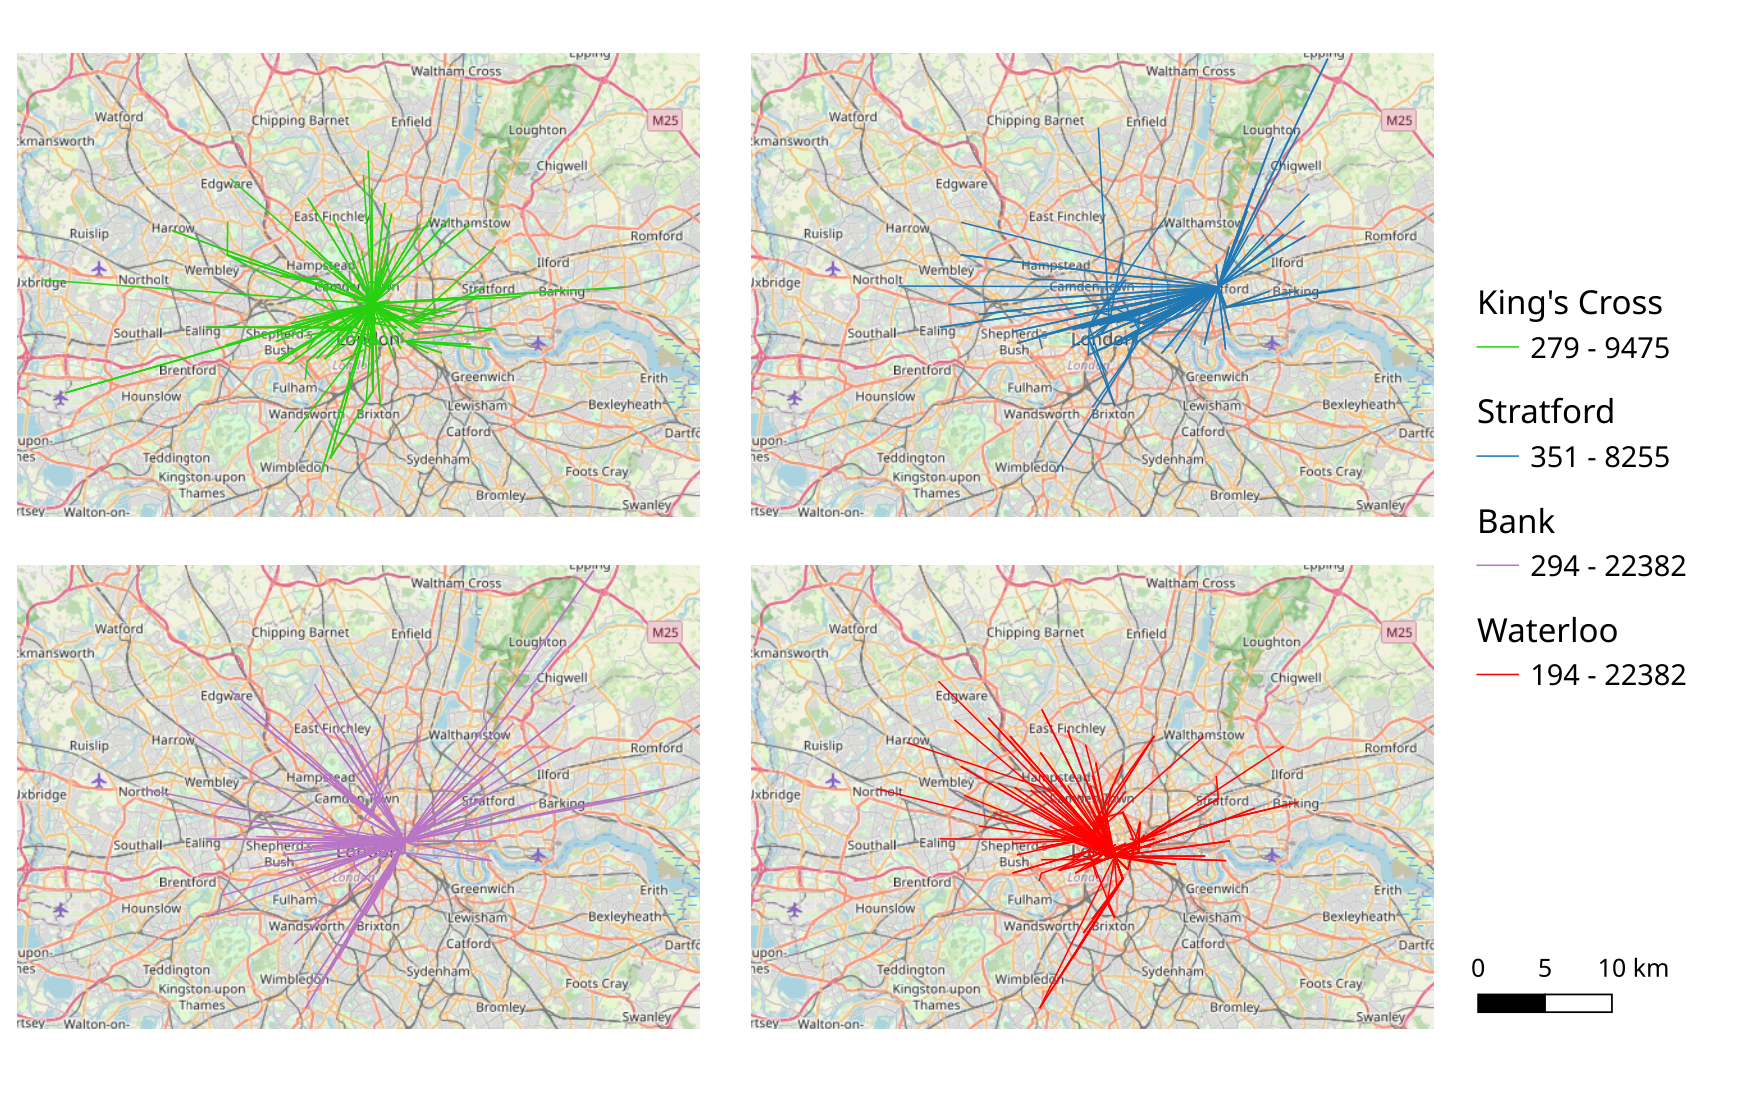 Epping
Waltham Cross
Watford
Chipping Barnet
Enfield
M25
Loughton
ckmansworth
Chigwell
Edgware
East Finchley
Walthamstow
Harrow
Ruislip
Romford
Hampstead
Ilford
Wembley
Northolt
Uxbridge
Camden Town
Stratford
Barking
Southall
Ealing
Shepherd's
Bush
London
London
Brentford
Greenwich
Erith
Fulham
Hounslow
Bexleyheath
Lewisham
Wandsworth
Brixton
Catford
Dartfo
upon-
nes
Teddington
Wimbledon
Sydenham
Foots Cray
Kingston upon
Thames
Bromley
Swanley
rtsey
Walton-on-
Epping
Waltham Cross
Watford
Chipping Barnet
Enfield
M25
Loughton
ckmansworth
Chigwell
Edgware
East Finchley
Walthamstow
Harrow
Ruislip
Romford
Hampstead
Ilford
Wembley
Northolt
Uxbridge
Camden Town
ford
Barking
Southall
Ealing
Shepherd's
Bush
London
London
Brentford
Greenwich
Erith
Fulham
Hounslow
Bexleyheath
Lewisham
Wandsworth
Brixton
Catford
Dartfo
upon-
nes
Teddington
Wimbledon
Sydenham
Foots Cray
Kingston upon
Thames
Bromley
Swanley
rtsey
Walton-on-
Epping
Waltham Cross
Watford
Chipping Barnet
Enfield
M25
Loughton
ckmansworth
Chigwell
Edgware
East Finchley
Walthamstow
Harrow
Ruislip
Romford
Hampstead
Ilford
Wembley
Northolt
Uxbridge
Camden Town
Stratford
Barking
Southall
Ealing
Shepherd's
Bush
London
London
Brentford
Greenwich
Erith
Fulham
Hounslow
Bexleyheath
Lewisham
Wandsworth
Brixton
Catford
Dartfo
upon-
nes
Teddington
Wimbledon
Sydenham
Foots Cray
Kingston upon
Thames
Bromley
Swanley
rtsey
Walton-on-
Epping
Waltham Cross
Watford
Chipping Barnet
Enfield
M25
Loughton
ckmansworth
Chigwell
Edgware
East Finchley
Walthamstow
Harrow
Ruislip
Romford
Hampstead
Ilford
Wembley
Northolt
Uxbridge
Stratford
Barking
Southall
Ealing
Shepherd's
Bush
London
Brentford
Greenwich
Erith
Fulham
Hounslow
Bexleyheath
Lewisham
Wandsworth
Brixton
Catford
Dartfo
upon-
nes
Teddington
Wimbledon
Sydenham
Foots Cray
Kingston upon
Thames
Bromley
Swanley
rtsey
Walton-on-
King's Cross
279 - 9475
Stratford
351 - 8255
Bank
294 - 22382
Waterloo
194 - 22382
0 5 10 km